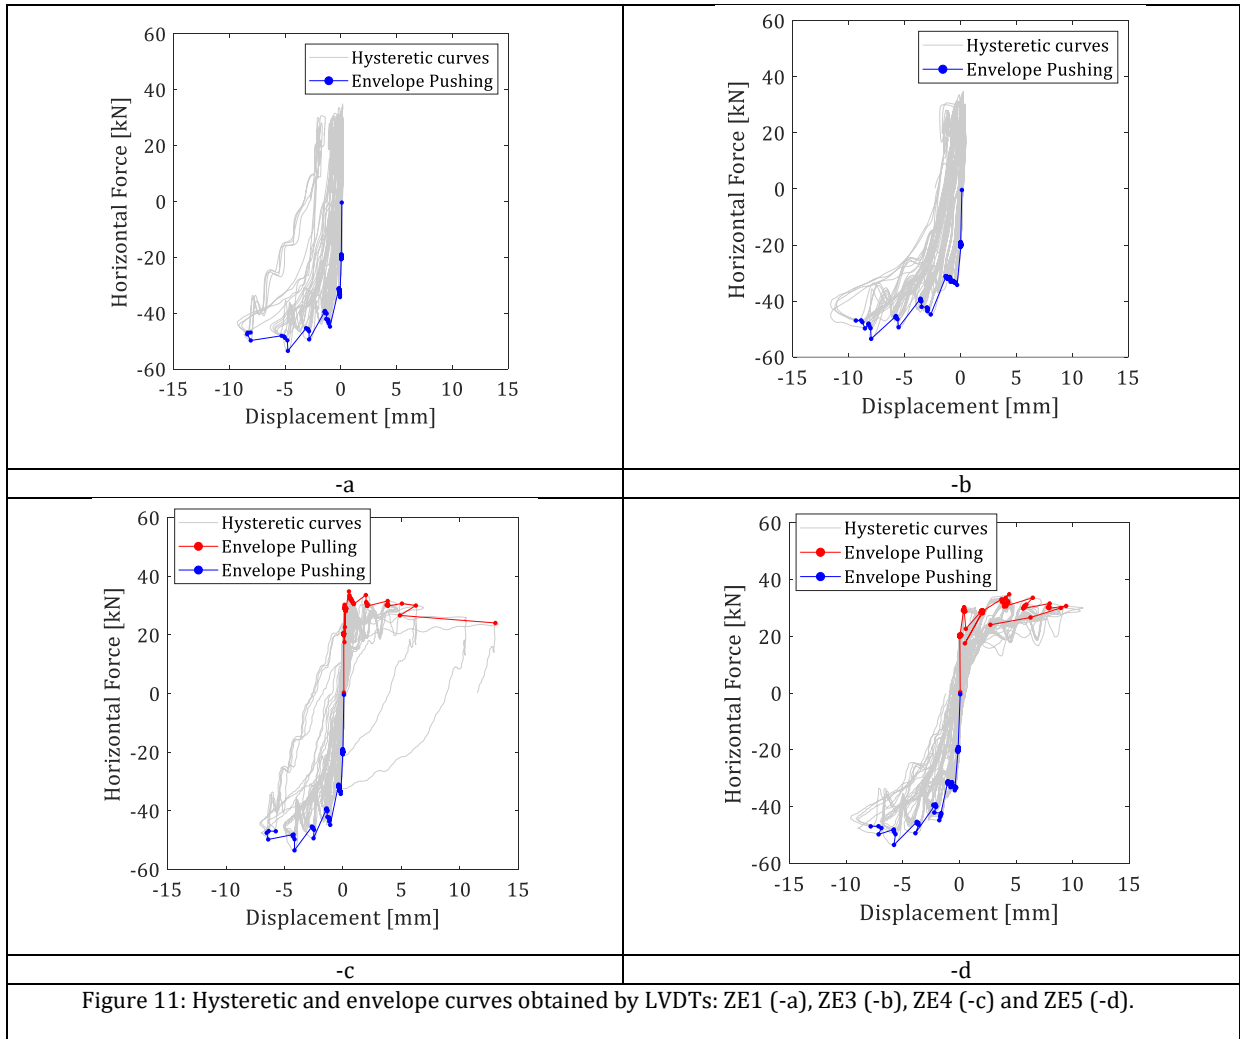 60
40
20
0
-20
-40
-60
Horizontal Force [kN]
Hysteretic curves
Envelope Pushing
-15 -10 -5 0 5 10 15
Displacement [mm]
60
40
20
0
-20
-40
-60
Horizontal Force [kN]
Hysteretic curves
Envelope Pushing
-15 -10 -5 0 5 10 15
Displacement [mm]
-a
-b
60
40
20
0
-20
-40
-60
Horizontal Force [kN]
Hysteretic curves
Envelope Pulling
Envelope Pushing
-15 -10 -5 0 5 10 15
Displacement [mm]
60
40
20
0
-20
-40
-60
Horizontal Force [kN]
Hysteretic curves
Envelope Pulling
Envelope Pushing
-15 -10 -5 0 5 10 15
Displacement [mm]
-c
-d
Figure 11: Hysteretic and envelope curves obtained by LVDTs: ZE1 (-a), ZE3 (-b), ZE4 (-c) and ZE5 (-d).